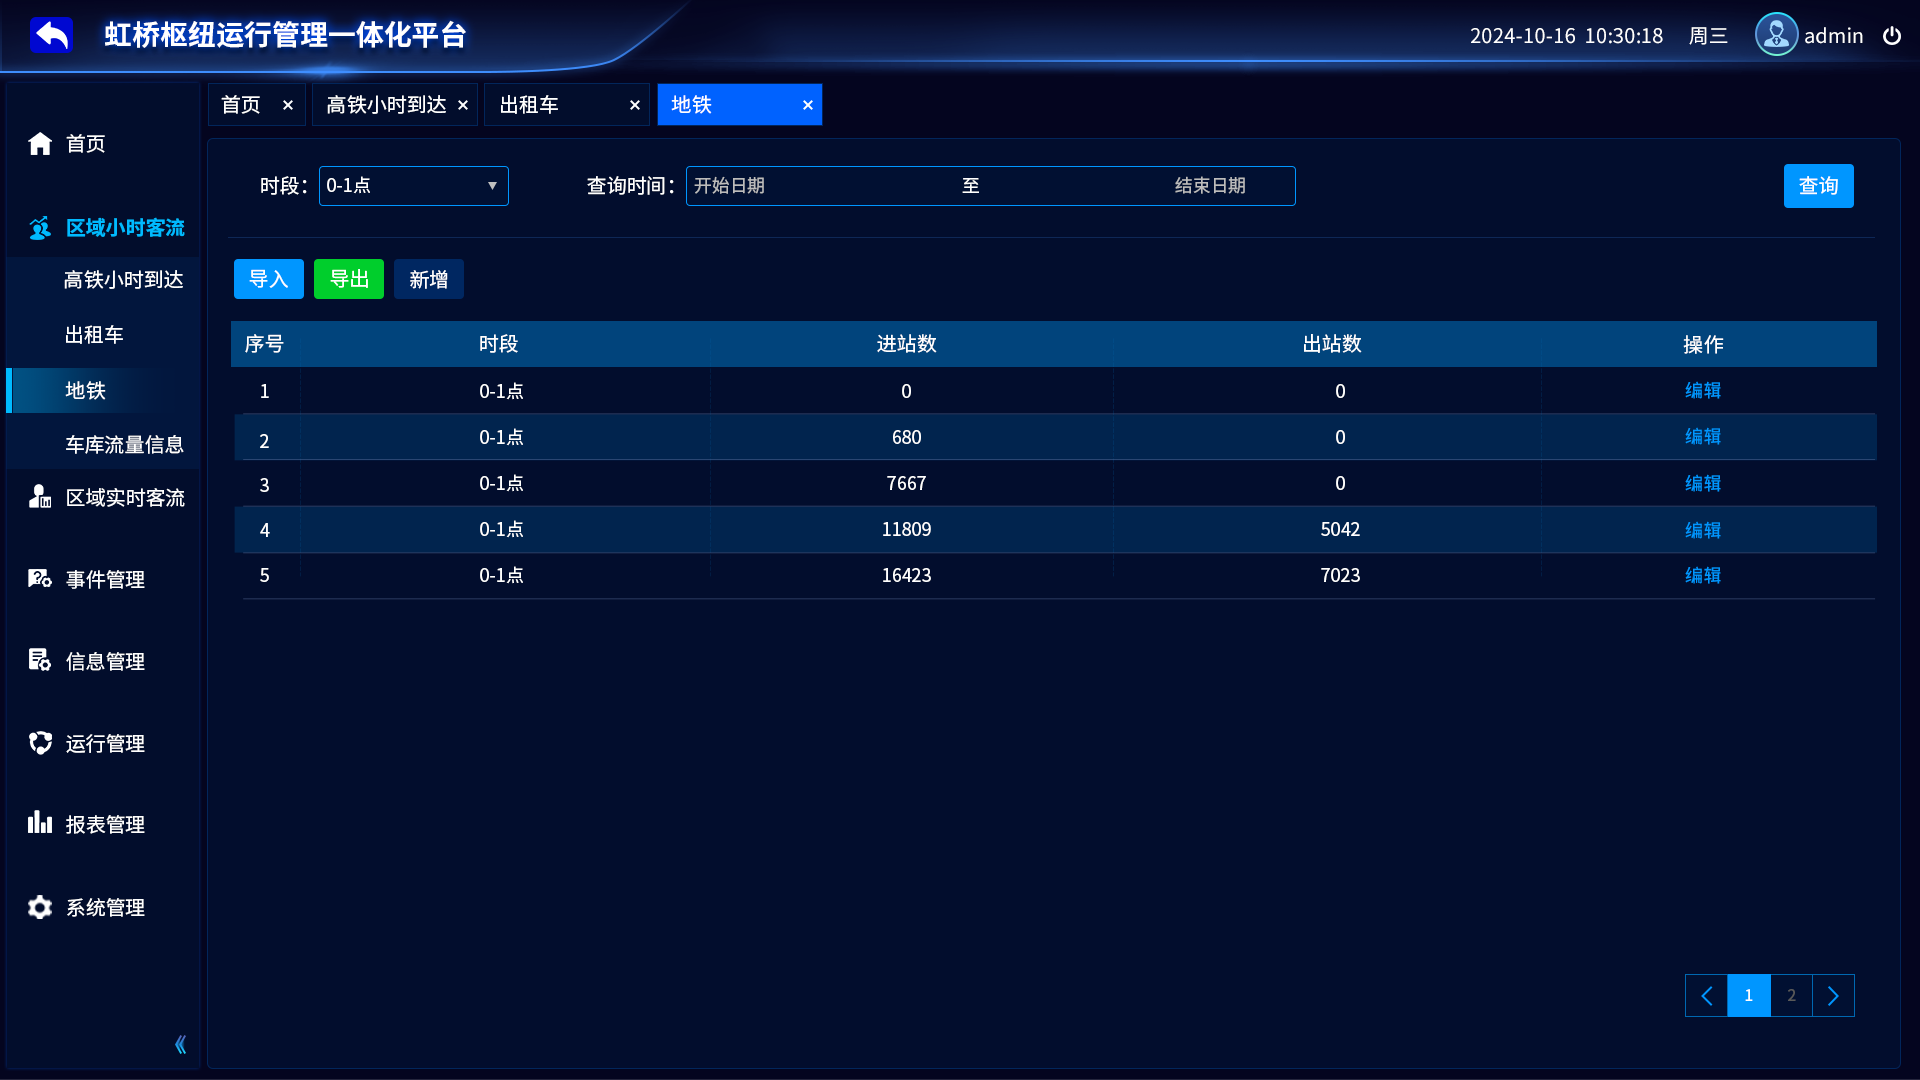 虹桥枢纽运行管理一体化平台
2024-10-16 10:30:18 周三 admin
首页 × 高铁小时到达 × 出租车 × 地铁 ×
首页
区域小时客流
高铁小时到达
出租车
地铁
车库流量信息
区域实时客流
事件管理
信息管理
运行管理
报表管理
系统管理
时段： 0-1点 ▼ 查询时间： 开始日期 至 结束日期 查询
导入 导出 新增
序号 时段 进站数 出站数 操作
1 0-1点 0 0 编辑
2 0-1点 680 0 编辑
3 0-1点 7667 0 编辑
4 0-1点 11809 5042 编辑
5 0-1点 16423 7023 编辑
1 2